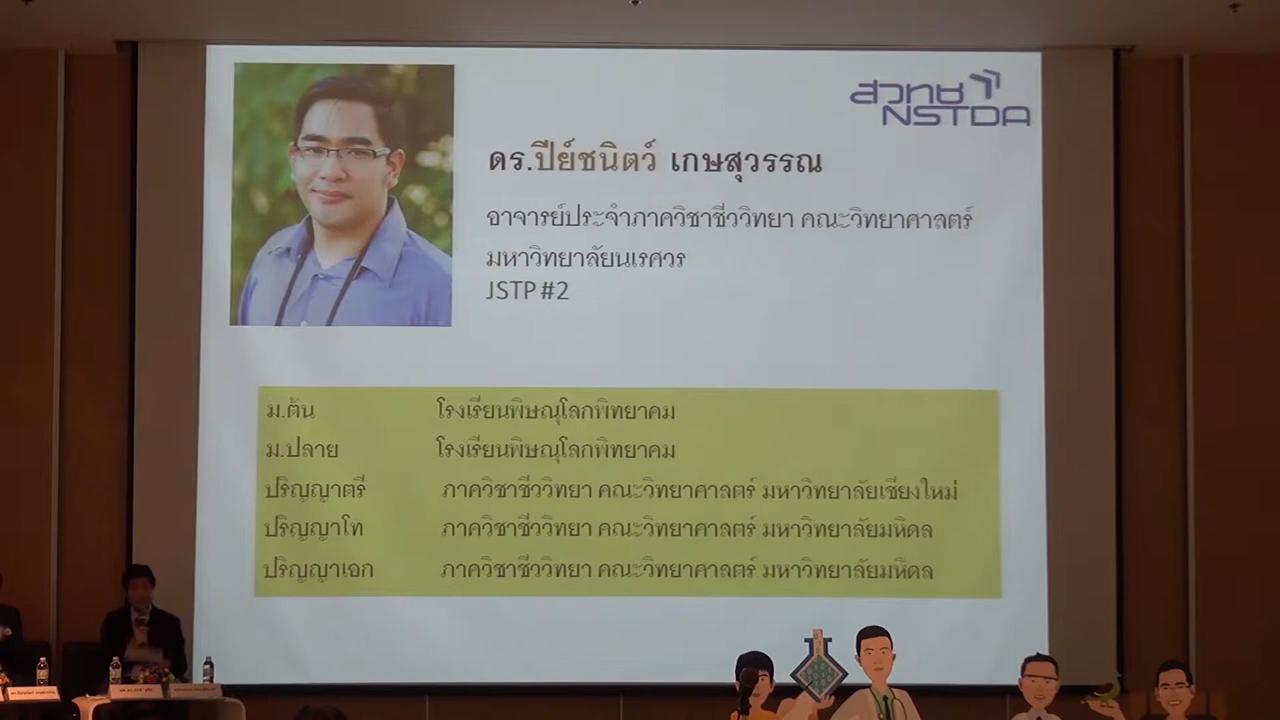 สวทช
NSTDA
ดร.ปีย์ชนิตว์ เกษสุวรรณ
อาจารย์ประจำภาควิชาชีววิทยา คณะวิทยาศาสตร์
มหาวิทยาลัยนเรศวร
JSTP #2
ม.ต้น โรงเรียนพิษณุโลกพิทยาคม
ม.ปลาย โรงเรียนพิษณุโลกพิทยาคม
ปริญญาตรี ภาควิชาชีววิทยา คณะวิทยาศาสตร์ มหาวิทยาลัยเชียงใหม่
ปริญญาโท ภาควิชาชีววิทยา คณะวิทยาศาสตร์ มหาวิทยาลัยมหิดล
ปริญญาเอก ภาควิชาชีววิทยา คณะวิทยาศาสตร์ มหาวิทยาลัยมหิดล